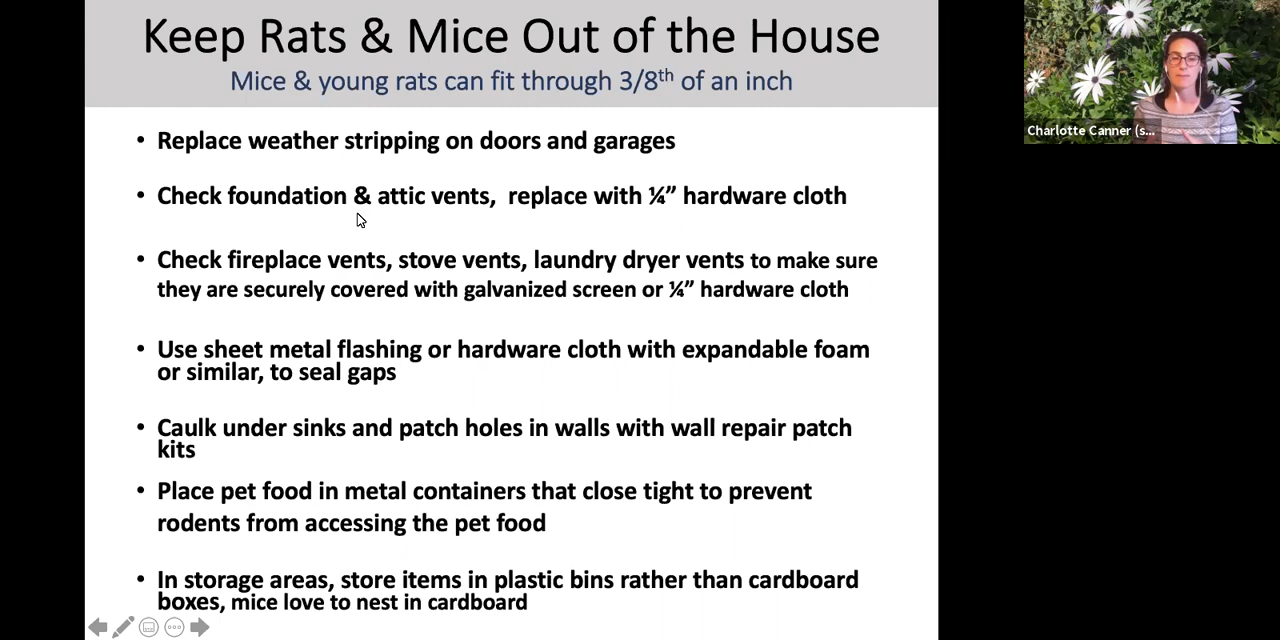 Keep Rats & Mice Out of the House
Mice & young rats can fit through 3/8th of an inch
• Replace weather stripping on doors and garages
• Check foundation & attic vents,  replace with ¼” hardware cloth
• Check fireplace vents, stove vents, laundry dryer vents to make sure
they are securely covered with galvanized screen or ¼” hardware cloth
• Use sheet metal flashing or hardware cloth with expandable foam
or similar, to seal gaps
• Caulk under sinks and patch holes in walls with wall repair patch
kits
• Place pet food in metal containers that close tight to prevent
rodents from accessing the pet food
• In storage areas, store items in plastic bins rather than cardboard
boxes, mice love to nest in cardboard
Charlotte Canner (s...